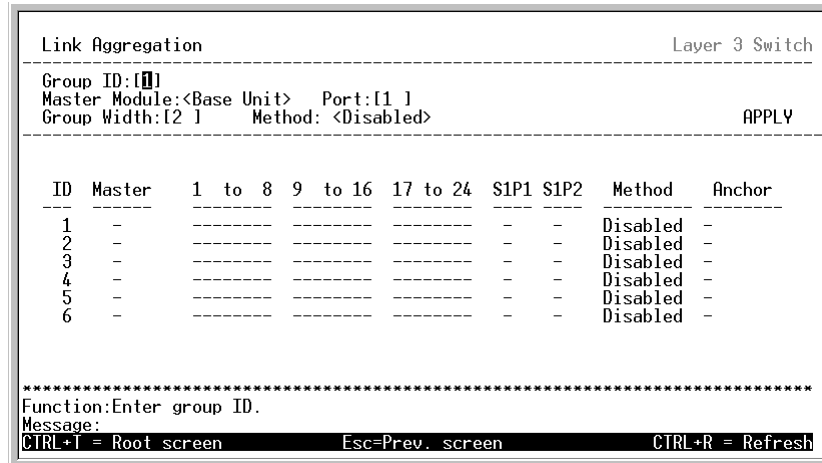 Link Aggregation Layer 3 Switch
Group ID:[1]
Master Module:<Base Unit> Port:[1 ]
Group Width:[2 ] Method: <Disabled> APPLY
ID Master 1 to 8 9 to 16 17 to 24 S1P1 S1P2 Method Anchor
1 - -------- -------- -------- - - Disabled -
2 - -------- -------- -------- - - Disabled -
3 - -------- -------- -------- - - Disabled -
4 - -------- -------- -------- - - Disabled -
5 - -------- -------- -------- - - Disabled -
6 - -------- -------- -------- - - Disabled -
*******************************************************************************
Function:Enter group ID.
Message:
CTRL+T = Root screen Esc=Prev. screen CTRL+R = Refresh